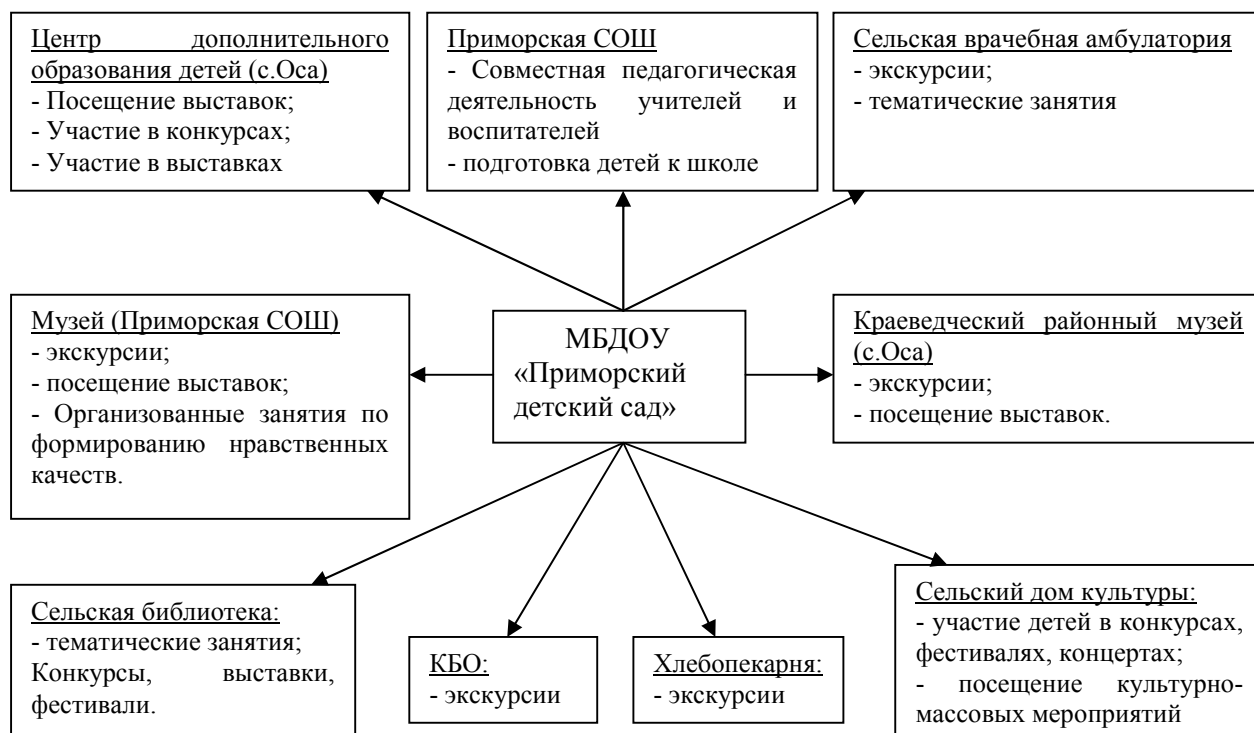 Центр дополнительного
образования детей (с.Оса)
- Посещение выставок;
- Участие в конкурсах;
- Участие в выставках
Приморская СОШ
- Совместная педагогическая
деятельность учителей и
воспитателей
- подготовка детей к школе
Сельская врачебная амбулатория
- экскурсии;
- тематические занятия
Музей (Приморская СОШ)
- экскурсии;
- посещение выставок;
- Организованные занятия по
формированию нравственных
качеств.
МБДОУ
«Приморский
детский сад»
Краеведческий районный музей
(с.Оса)
- экскурсии;
- посещение выставок.
Сельская библиотека:
- тематические занятия;
Конкурсы, выставки,
фестивали.
КБО:
- экскурсии
Хлебопекарня:
- экскурсии
Сельский дом культуры:
- участие детей в конкурсах,
фестивалях, концертах;
- посещение культурно-
массовых мероприятий